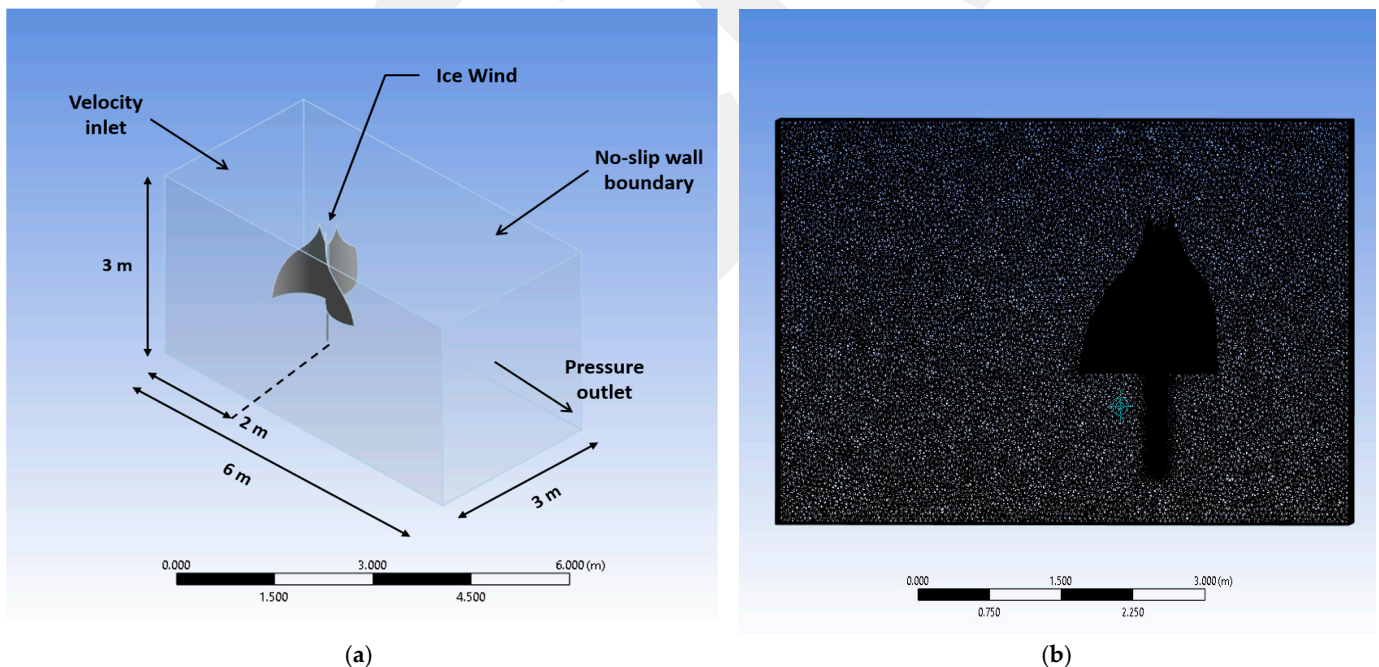 Ice Wind
Velocity
inlet
No-slip wall
boundary
3 m
Pressure
outlet
2 m
6 m
3 m
0.000 3.000 6.000 (m)
1.500 4.500
(a)
0.000 1.500 3.000 (m)
0.750 2.250
(b)